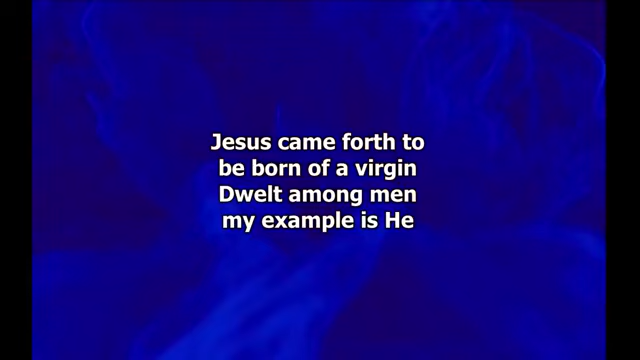 Jesus came forth to
be born of a virgin
Dwelt among men
my example is He